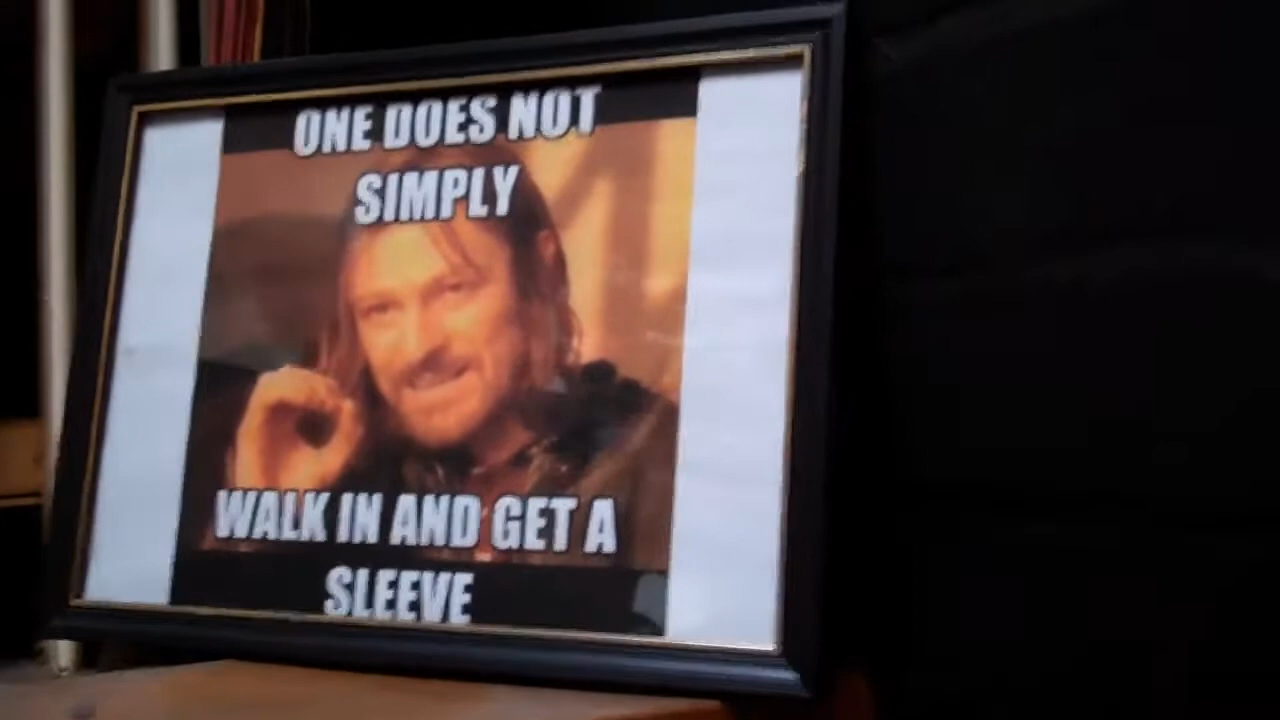 ONE DOES NOT
SIMPLY
WALK IN AND GET A
SLEEVE